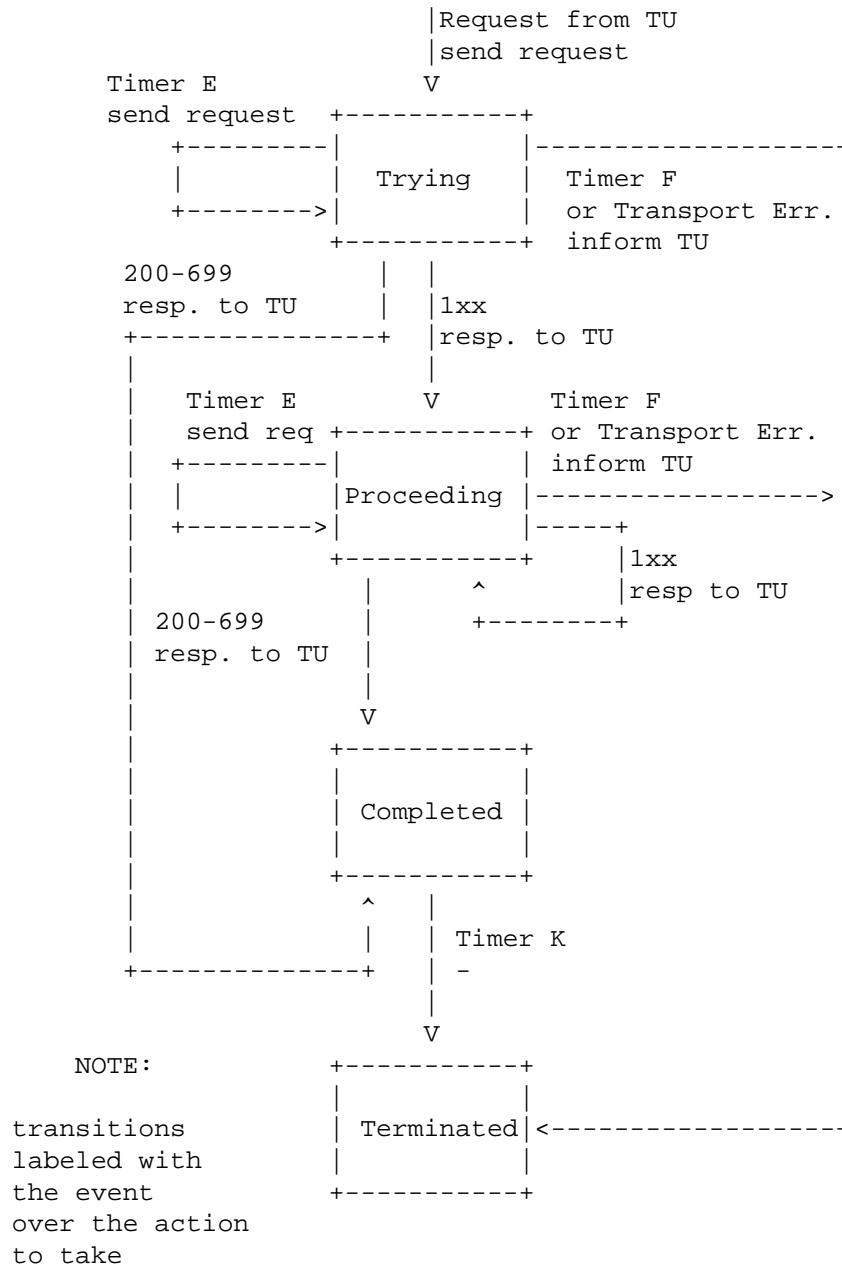 Request from TU
send request
Timer E
send request
Trying
Timer F
or Transport Err.
inform TU
200-699
resp. to TU
1xx
resp. to TU
Timer E
send req
Timer F
or Transport Err.
inform TU
Proceeding
1xx
resp to TU
200-699
resp. to TU
Completed
Timer K
-
NOTE:
transitions
labeled with
the event
over the action
to take
Terminated